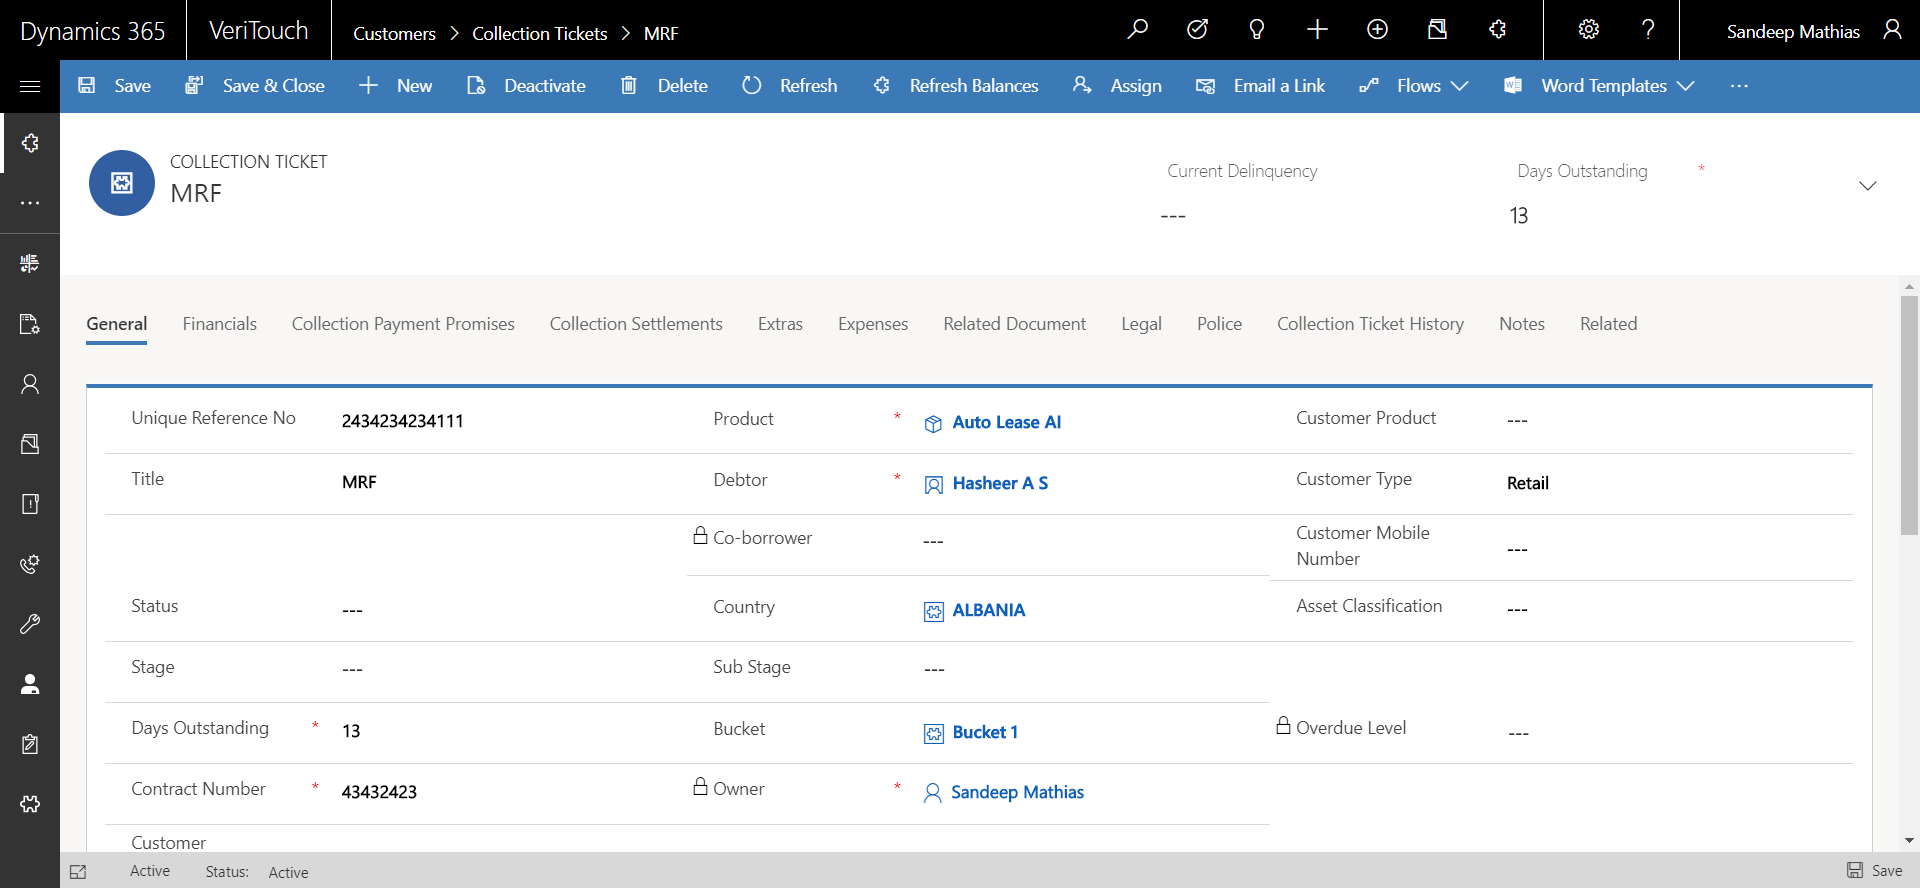 Dynamics 365
VeriTouch
Customers > Collection Tickets > MRF
Sandeep Mathias
Save
Save & Close
New
Deactivate
Delete
Refresh
Refresh Balances
Assign
Email a Link
Flows
Word Templates
COLLECTION TICKET
MRF
Current Delinquency
---
Days Outstanding *
13
General
Financials
Collection Payment Promises
Collection Settlements
Extras
Expenses
Related Document
Legal
Police
Collection Ticket History
Notes
Related
Unique Reference No 2434234234111
Product * Auto Lease AI
Customer Product ---
Title MRF
Debtor * Hasheer A S
Customer Type Retail
Co-borrower ---
Customer Mobile
Number ---
Status ---
Country ALBANIA
Asset Classification ---
Stage ---
Sub Stage ---
Days Outstanding * 13
Bucket Bucket 1
Overdue Level ---
Contract Number * 43432423
Owner * Sandeep Mathias
Customer
Active
Status: Active
Save